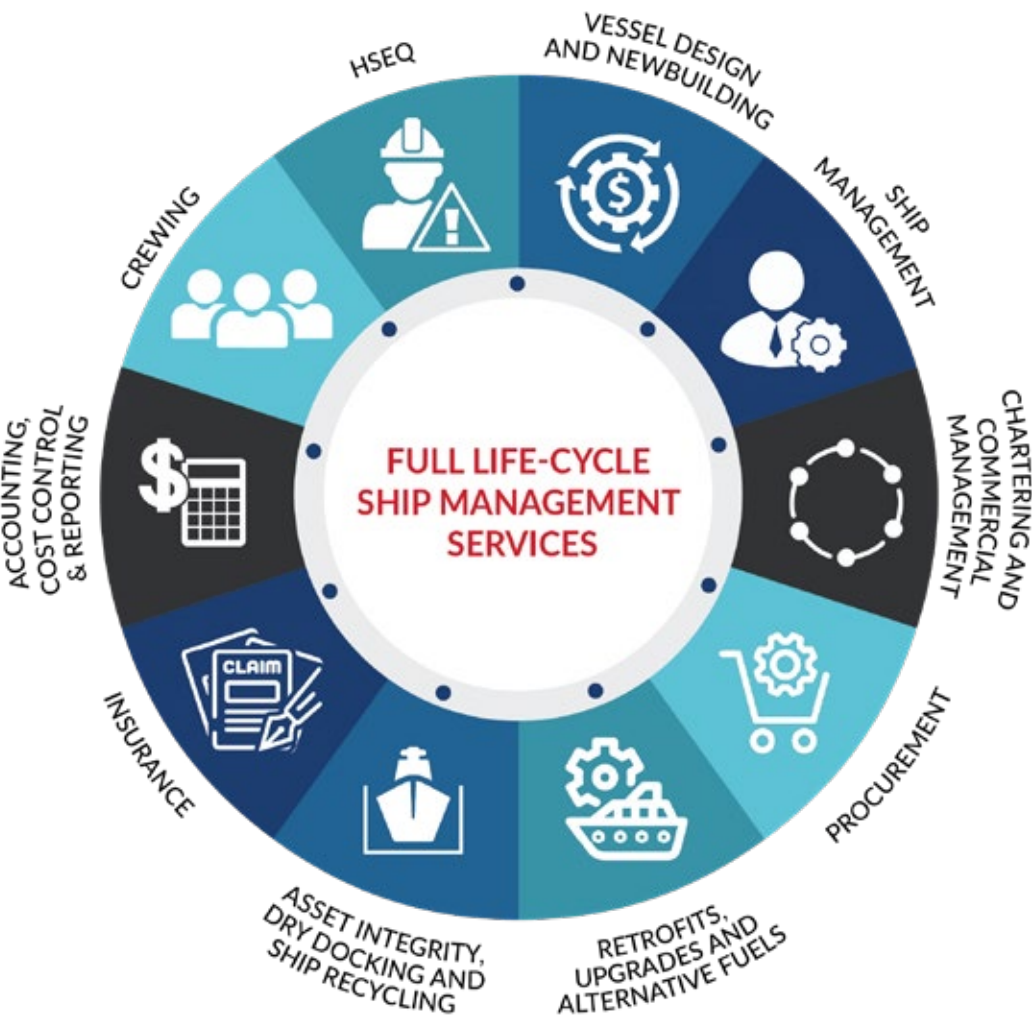 HSEQ
VESSEL DESIGN
AND NEWBUILDING
SHIP
MANAGEMENT
CHARTERING AND
COMMERCIAL
MANAGEMENT
PROCUREMENT
RETROFITS,
UPGRADES AND
ALTERNATIVE FUELS
ASSET INTEGRITY,
DRY DOCKING AND
SHIP RECYCLING
INSURANCE
ACCOUNTING,
COST CONTROL
& REPORTING
CREWING
$
!
$
CLAIM
FULL LIFE-CYCLE
SHIP MANAGEMENT
SERVICES